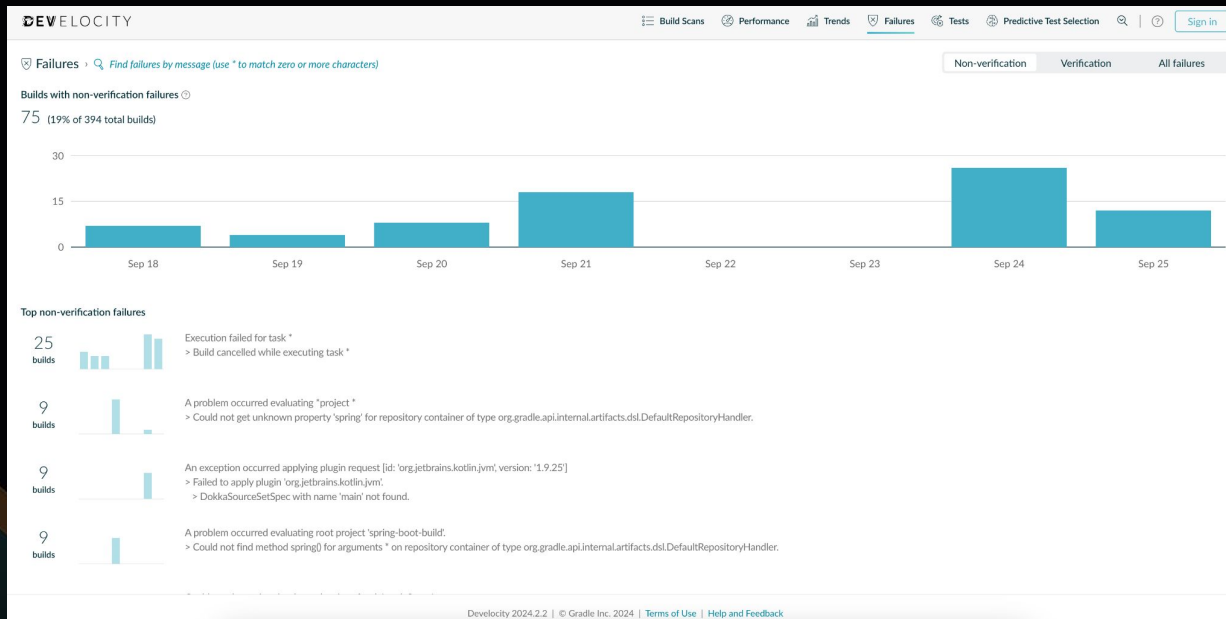 DEVELOCITY
Build Scans Performance Trends Failures Tests Predictive Test Selection Sign in
Failures › Find failures by message (use * to match zero or more characters)
Non-verification Verification All failures
Builds with non-verification failures
75 (19% of 394 total builds)
30
15
0
Sep 18 Sep 19 Sep 20 Sep 21 Sep 22 Sep 23 Sep 24 Sep 25
Top non-verification failures
25
builds
Execution failed for task *
> Build cancelled while executing task *
9
builds
A problem occurred evaluating *project *
> Could not get unknown property 'spring' for repository container of type org.gradle.api.internal.artifacts.dsl.DefaultRepositoryHandler.
9
builds
An exception occurred applying plugin request [id: 'org.jetbrains.kotlin.jvm', version: '1.9.25']
> Failed to apply plugin 'org.jetbrains.kotlin.jvm'.
> DokkaSourceSetSpec with name 'main' not found.
9
builds
A problem occurred evaluating root project 'spring-boot-build'.
> Could not find method spring() for arguments * on repository container of type org.gradle.api.internal.artifacts.dsl.DefaultRepositoryHandler.
Develocity 2024.2.2 | © Gradle Inc. 2024 | Terms of Use | Help and Feedback